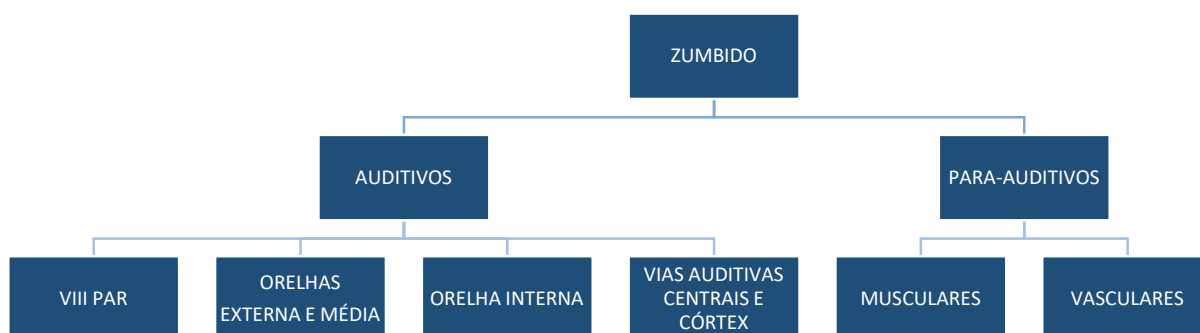 ZUMBIDO
AUDITIVOS
PARA-AUDITIVOS
VIII PAR
ORELHAS
EXTERNA E MÉDIA
ORELHA INTERNA
VIAS AUDITIVAS
CENTRAIS E
CÓRTEX
MUSCULARES
VASCULARES